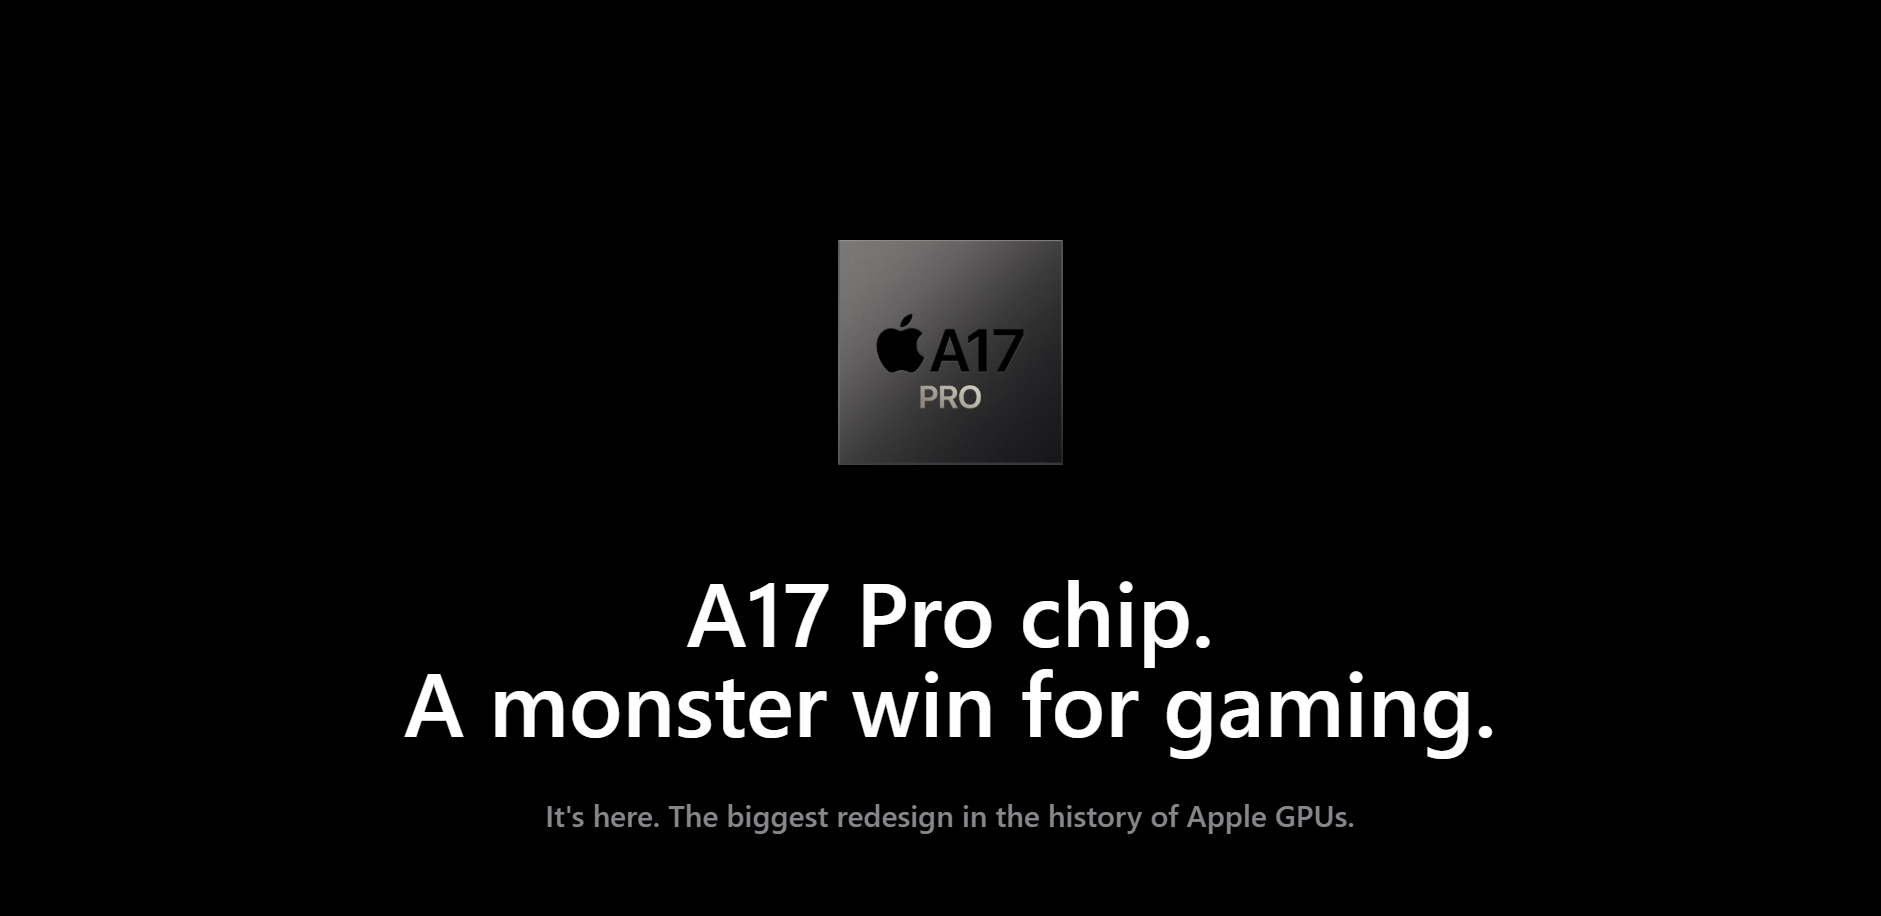 A17
PRO
A17 Pro chip.
A monster win for gaming.
It's here. The biggest redesign in the history of Apple GPUs.